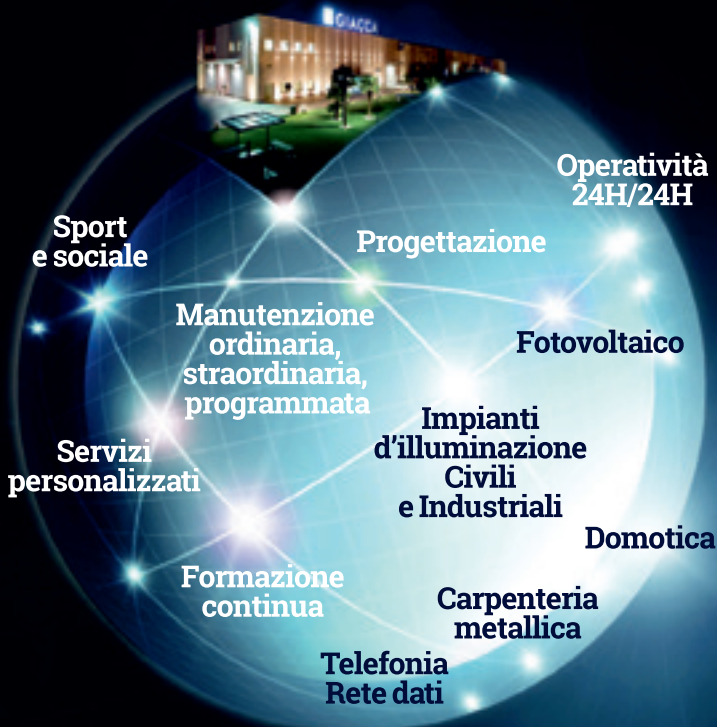 GIACCA
Operatività
24H/24H
Sport
e sociale
Progettazione
Manutenzione
ordinaria,
straordinaria,
programmata
Fotovoltaico
Impianti
d'illuminazione
Civili
e Industriali
Servizi
personalizzati
Domotica
Formazione
continua
Carpenteria
metallica
Telefonia
Rete dati